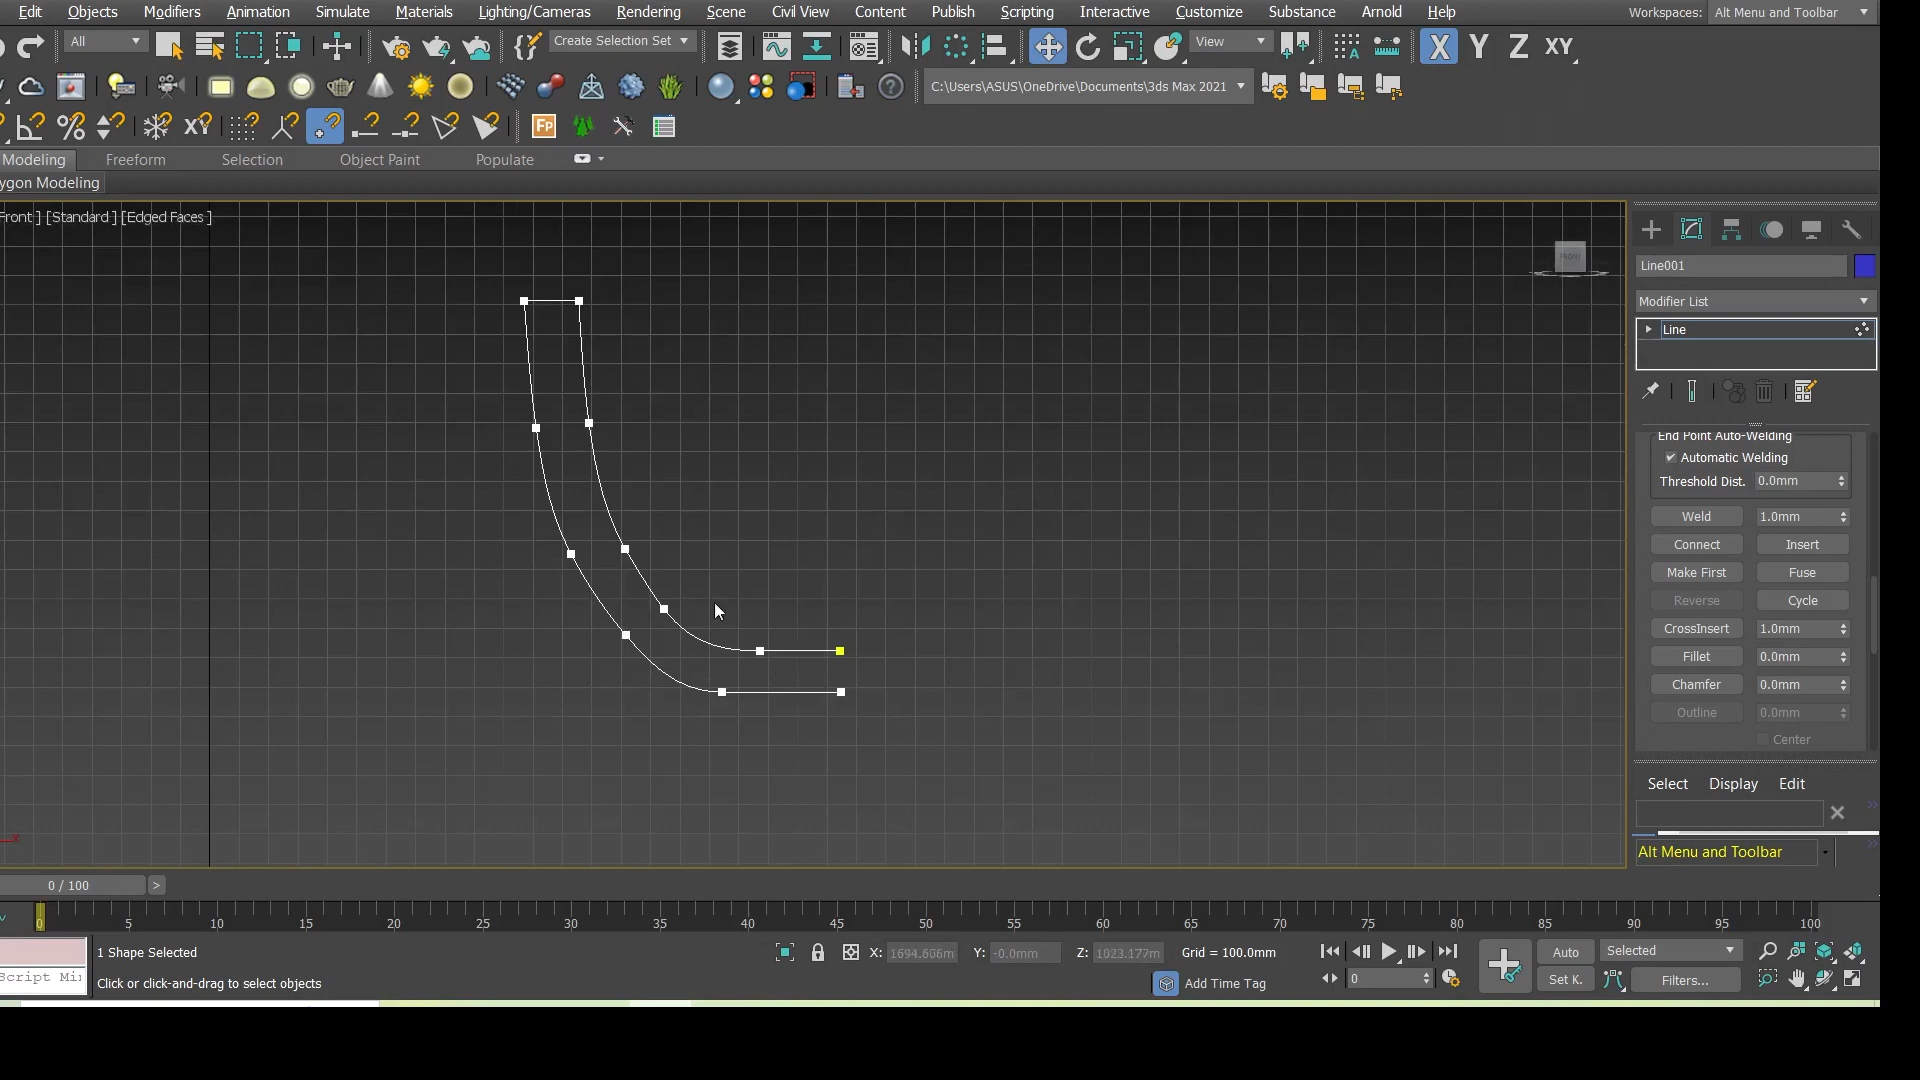 Edit Objects Modifiers Animation Simulate Materials Lighting/Cameras Rendering Scene Civil View Content Publish Scripting Interactive Customize Substance Arnold Help Workspaces: Alt Menu and Toolbar
All Create Selection Set View X Y Z XY
C:\Users\ASUS\OneDrive\Documents\3ds Max 2021
XY Fp
Modeling Freeform Selection Object Paint Populate
ygon Modeling
Front ] [Standard ] [Edged Faces ]
FRONT
Line001
Modifier List
Line
End Point Auto-Welding
Automatic Welding
Threshold Dist. 0.0mm
Weld 1.0mm
Connect Insert
Make First Fuse
Reverse Cycle
CrossInsert 1.0mm
Fillet 0.0mm
Chamfer 0.0mm
Outline 0.0mm
Center
Select Display Edit
x
Alt Menu and Toolbar
0 / 100 >
0 5 10 15 20 25 30 35 40 45 50 55 60 65 70 75 80 85 90 95 100
1 Shape Selected X: 1694.606m Y: -0.0mm Z: 1023.177m Grid = 100.0mm Auto Selected
Script Mi
Click or click-and-drag to select objects Add Time Tag 0 Set K. Filters...